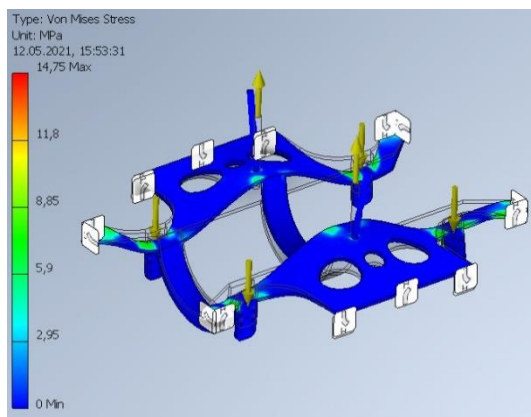 Type: Von Mises Stress
Unit: MPa
12.05.2021, 15:53:31
14,75 Max
11,8
8,85
5,9
2,95
0 Min